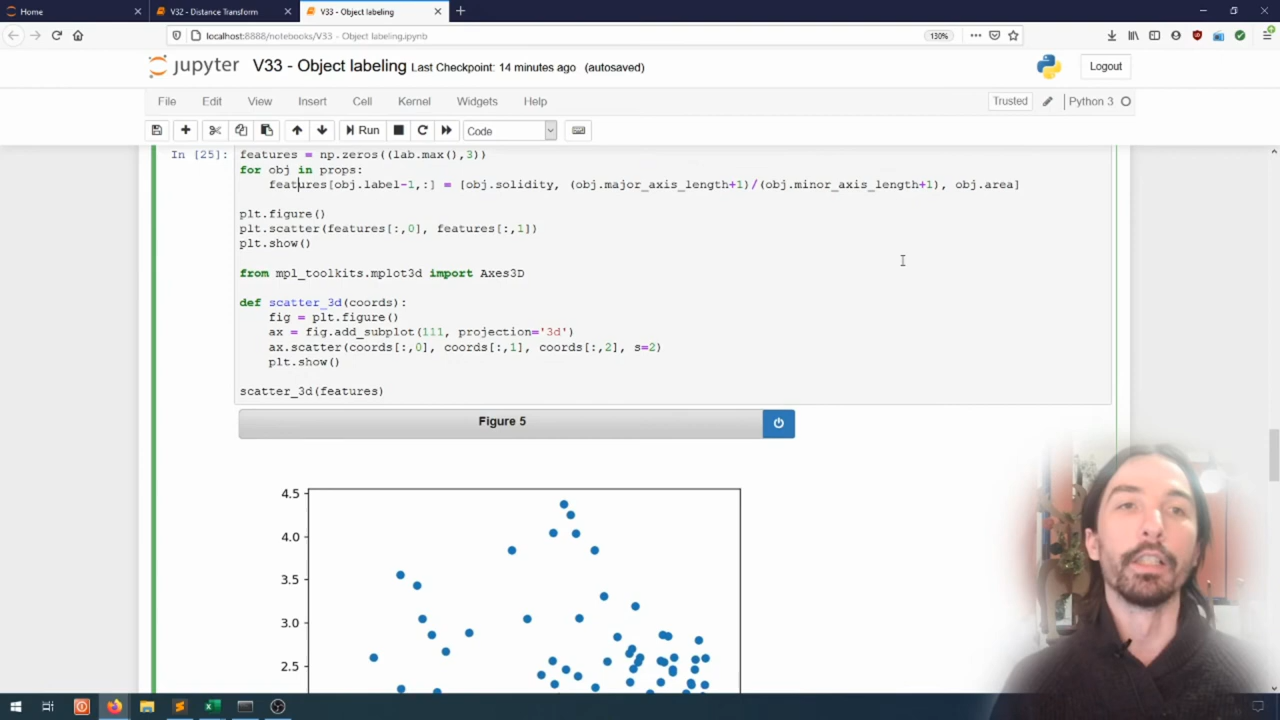 Home
V32 - Distance Transform
V33 - Object labeling
localhost:8888/notebooks/V33 - Object labeling.ipynb
130%
jupyter V33 - Object labeling Last Checkpoint: 14 minutes ago (autosaved)
Logout
File Edit View Insert Cell Kernel Widgets Help
Trusted
Python 3
Run
Code
In [25]:
features = np.zeros((lab.max(),3))
for obj in props:
    features[obj.label-1,:] = [obj.solidity, (obj.major_axis_length+1)/(obj.minor_axis_length+1), obj.area]
plt.figure()
plt.scatter(features[:,0], features[:,1])
plt.show()
from mpl_toolkits.mplot3d import Axes3D
def scatter_3d(coords):
    fig = plt.figure()
    ax = fig.add_subplot(111, projection='3d')
    ax.scatter(coords[:,0], coords[:,1], coords[:,2], s=2)
    plt.show()
scatter_3d(features)
Figure 5
4.5
4.0
3.5
3.0
2.5